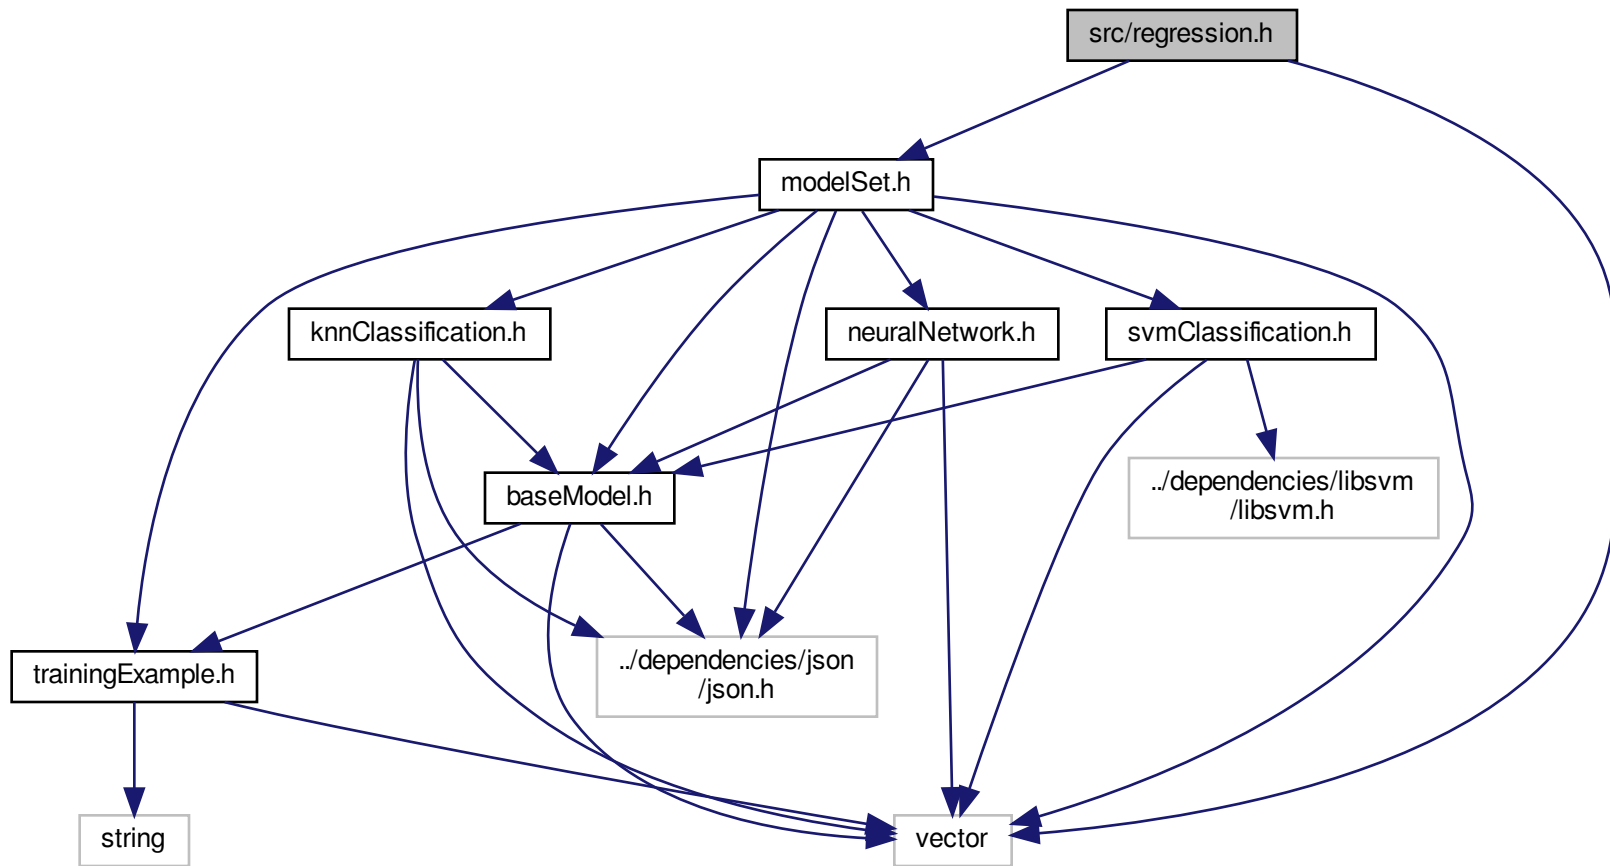 src/regression.h
modelSet.h
knnClassification.h
neuralNetwork.h
svmClassification.h
baseModel.h
../dependencies/libsvm
/libsvm.h
trainingExample.h
../dependencies/json
/json.h
string
vector